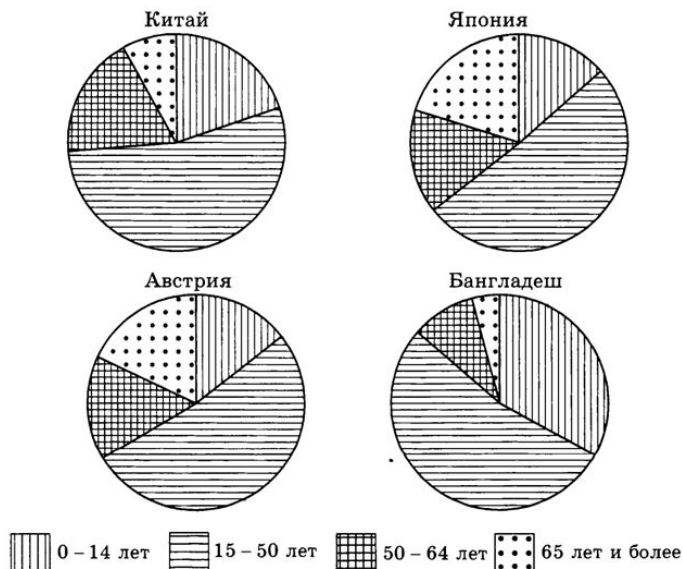 Китай
Япония
Австрия
Бангладеш
0 – 14 лет
15 – 50 лет
50 – 64 лет
65 лет и более